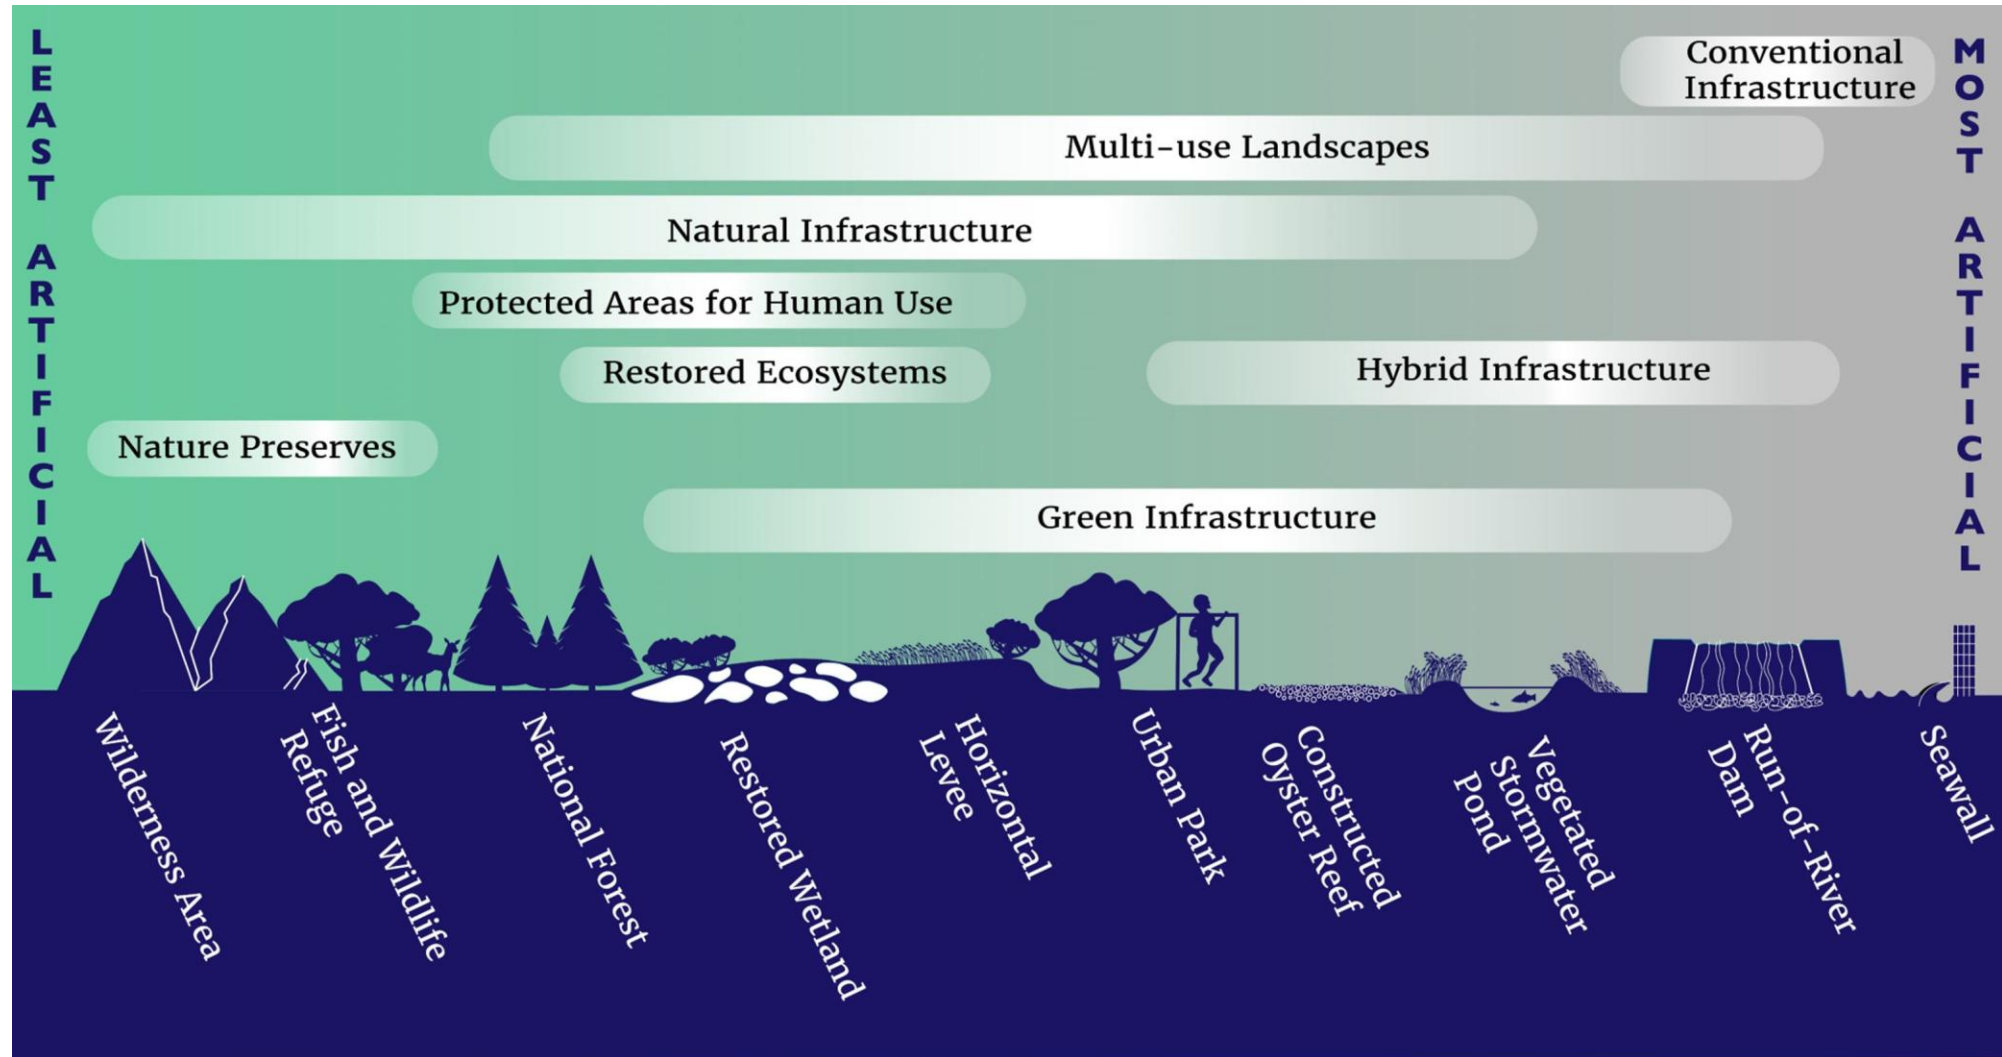 LEAST ARTIFICIAL
MOST ARTIFICIAL
Conventional
Infrastructure
Multi-use Landscapes
Natural Infrastructure
Protected Areas for Human Use
Restored Ecosystems
Hybrid Infrastructure
Nature Preserves
Green Infrastructure
Wilderness Area
Fish and Wildlife
Refuge
National Forest
Restored Wetland
Horizontal
Levee
Urban Park
Constructed
Oyster Reef
Vegetated
Stormwater
Pond
Run-of-River
Dam
Seawall